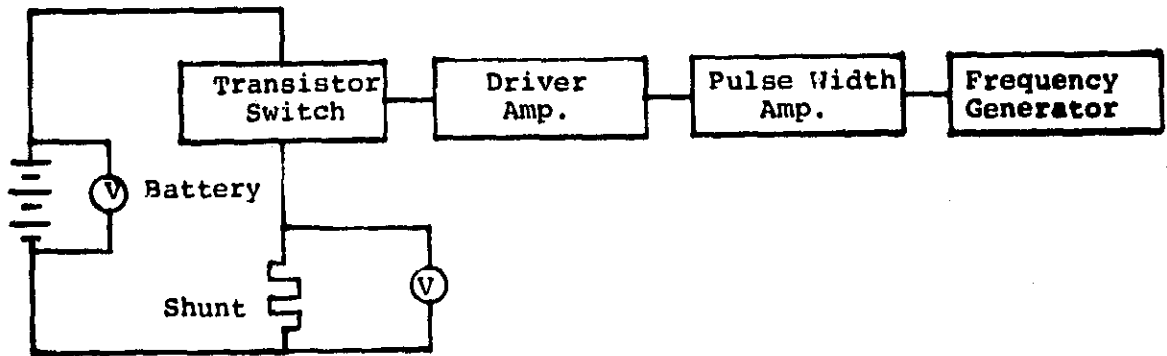 Transistor
Switch
Driver
Amp.
Pulse Width
Amp.
Frequency
Generator
V
Battery
V
Shunt